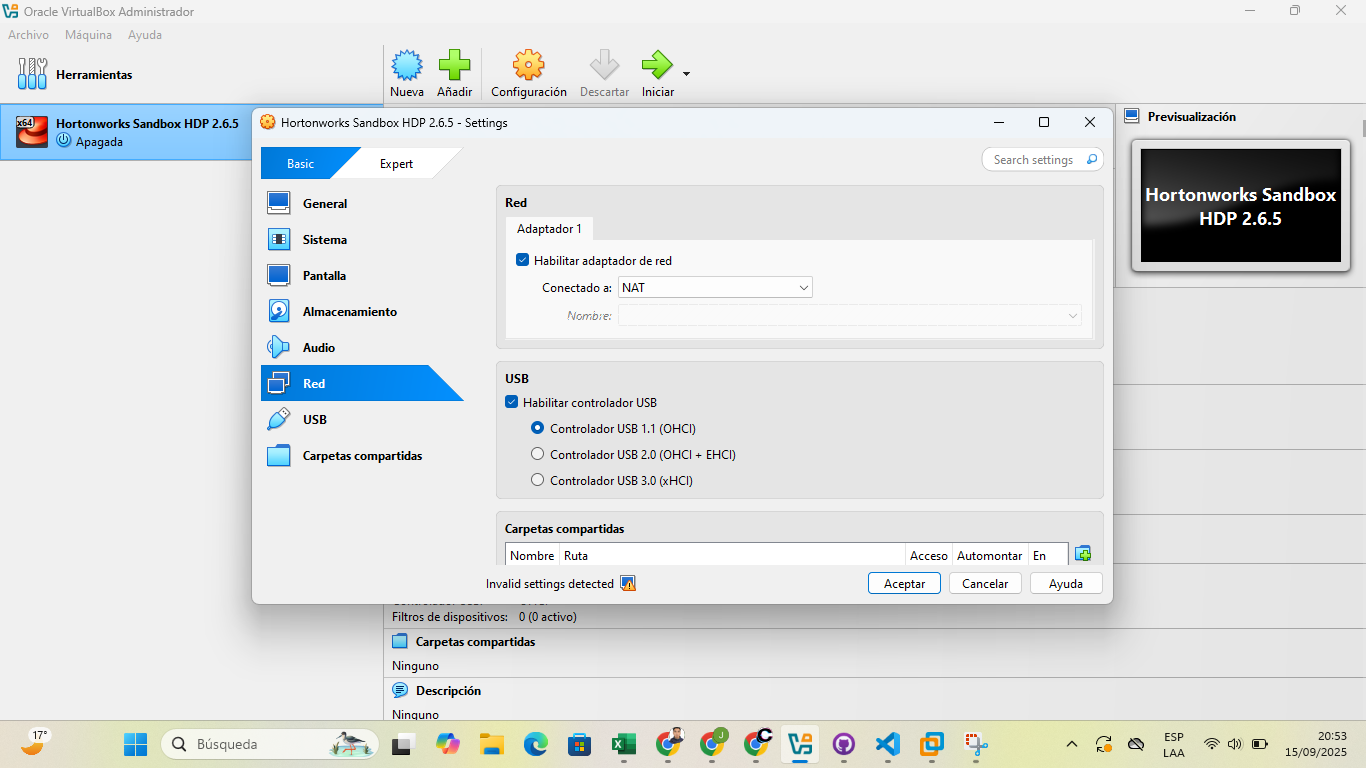 Oracle VirtualBox Administrador
Archivo Máquina Ayuda
Herramientas
Nueva Añadir Configuración Descartar Iniciar
x64
Hortonworks Sandbox HDP 2.6.5
Apagada
Hortonworks Sandbox HDP 2.6.5 - Settings
Basic Expert
Search settings
General
Sistema
Pantalla
Almacenamiento
Audio
Red
USB
Carpetas compartidas
Red
Adaptador 1
Habilitar adaptador de red
Conectado a: NAT
Nombre:
USB
Habilitar controlador USB
Controlador USB 1.1 (OHCI)
Controlador USB 2.0 (OHCI + EHCI)
Controlador USB 3.0 (xHCI)
Carpetas compartidas
Nombre Ruta Acceso Automontar En
Invalid settings detected
Aceptar Cancelar Ayuda
Previsualización
Hortonworks Sandbox
HDP 2.6.5
Filtros de dispositivos: 0 (0 activo)
Carpetas compartidas
Ninguno
Descripción
Ninguno
17°
Búsqueda
ESP
LAA
20:53
15/09/2025